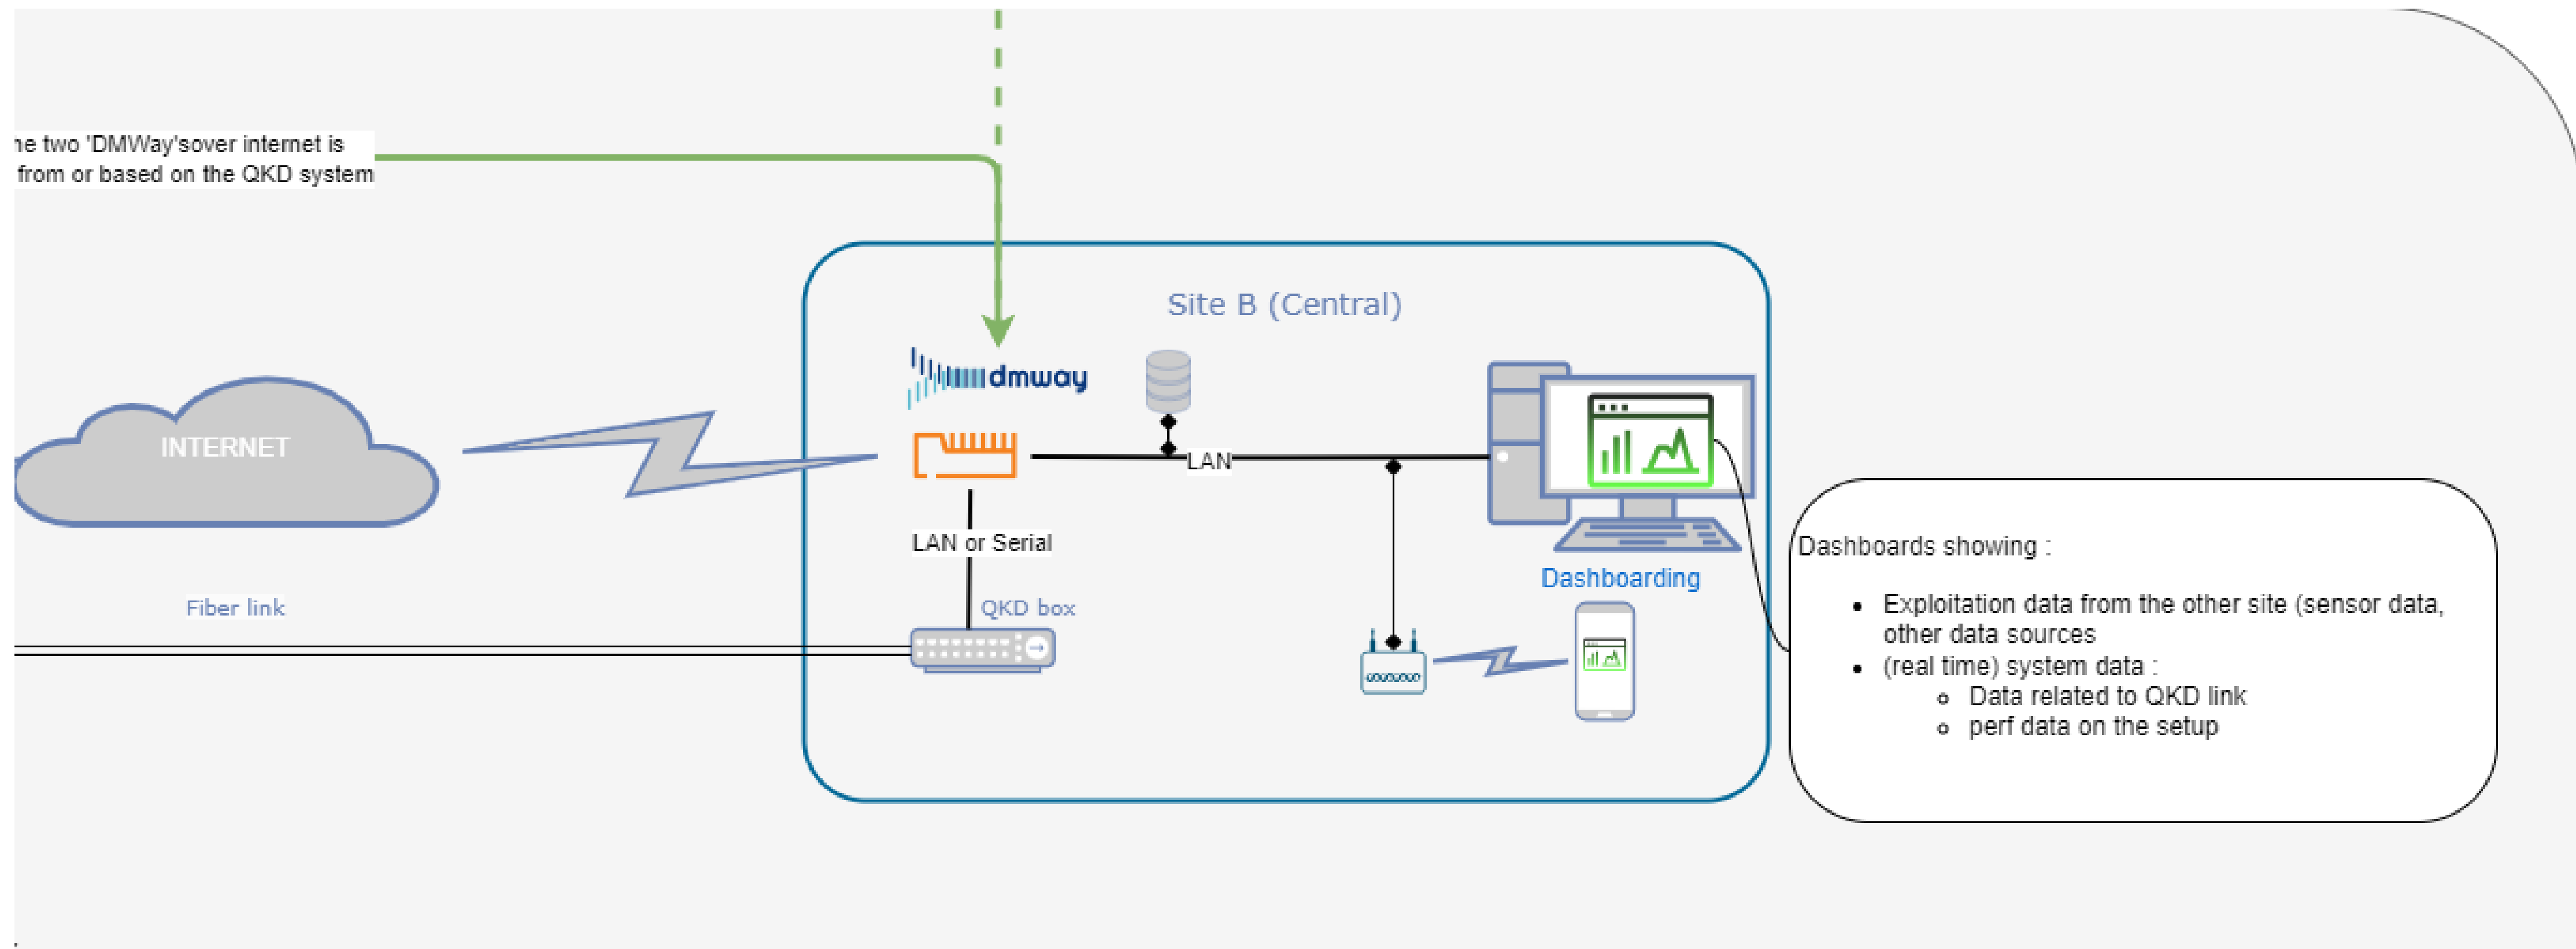 he two 'DMWay'sover internet is
from or based on the QKD system
Site B (Central)
dmway
INTERNET
LAN
LAN or Serial
Fiber link
QKD box
Dashboarding
Dashboards showing :
• Exploitation data from the other site (sensor data,
other data sources
• (real time) system data :
o Data related to QKD link
o perf data on the setup